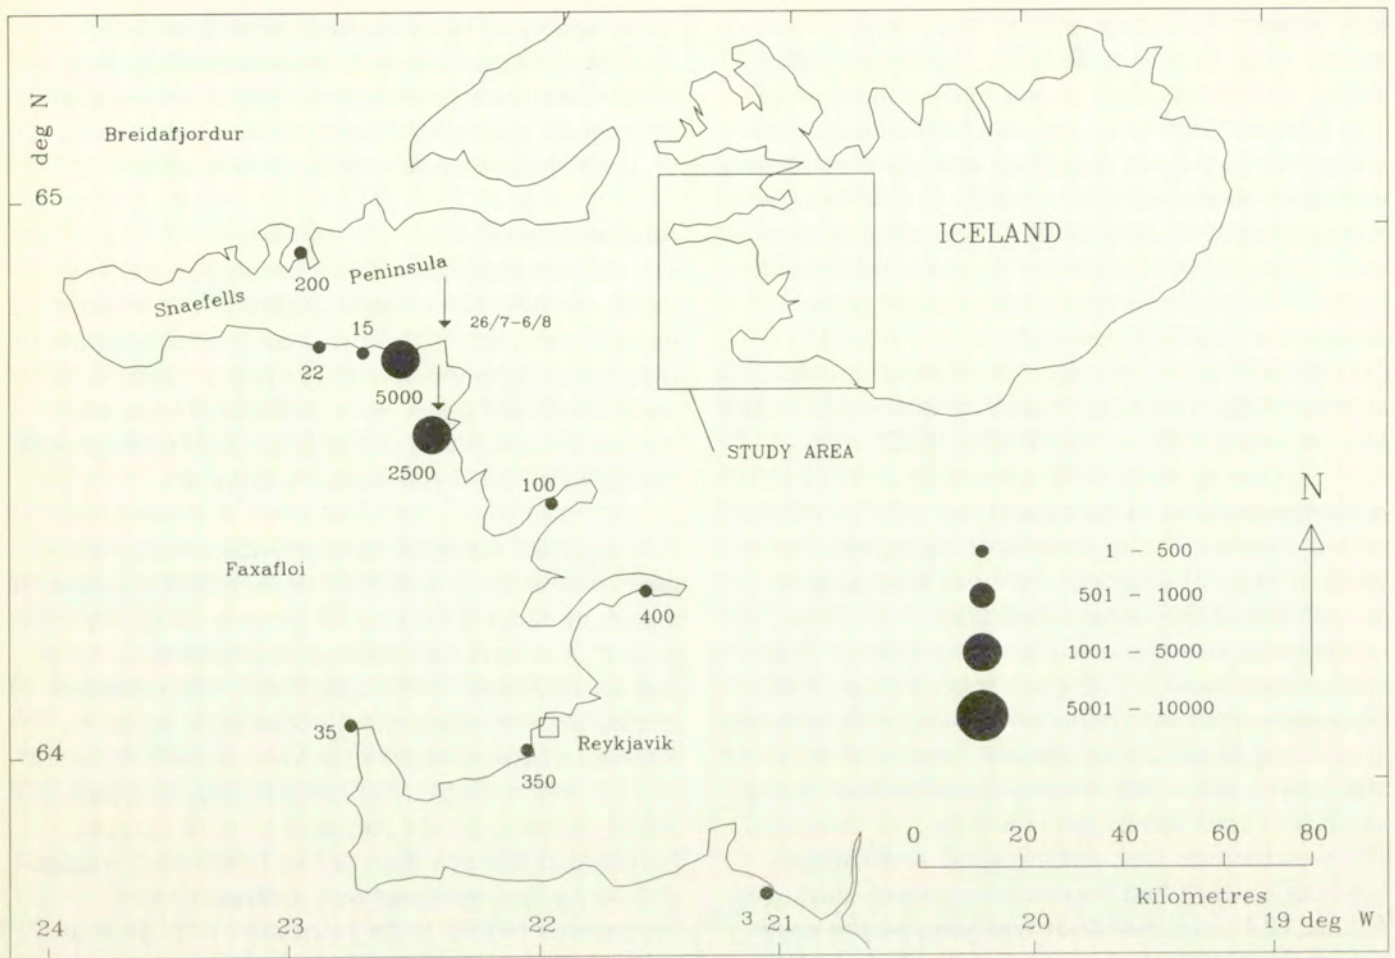 deg N
Breidafjordur
65
ICELAND
200
Peninsula
Snaefells
26/7-6/8
15
22
5000
STUDY AREA
2500
100
N
1 - 500
Faxafloi
501 - 1000
400
1001 - 5000
5001 - 10000
35
Reykjavik
64
350
0 20 40 60 80
kilometres
3
24 23 22 21 20 19 deg W